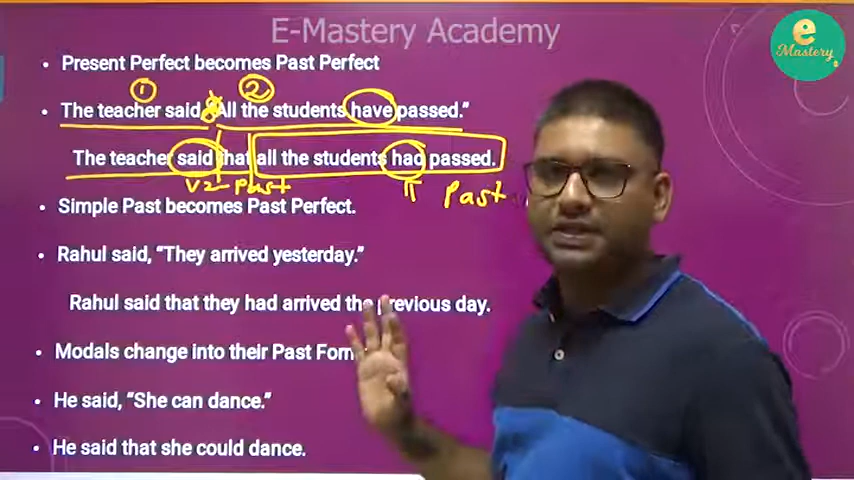 E-Mastery Academy
e
Mastery
• Present Perfect becomes Past Perfect
1 2
• The teacher said, “All the students have passed.”
The teacher said that all the students had passed.
V2 - Past
Past
• Simple Past becomes Past Perfect.
• Rahul said, “They arrived yesterday.”
Rahul said that they had arrived the previous day.
• Modals change into their Past Form
• He said, “She can dance.”
• He said that she could dance.